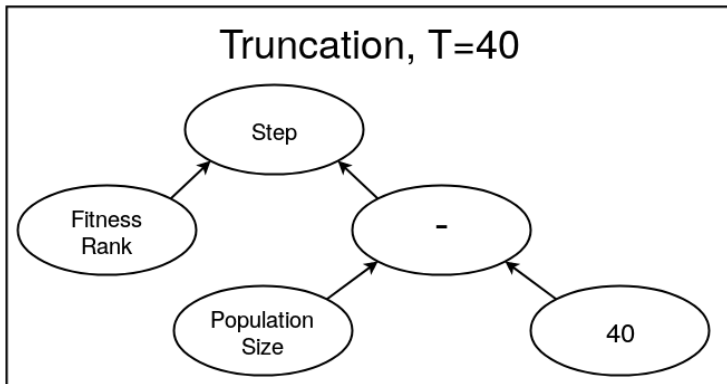 Truncation, T=40
Step
Fitness
Rank
-
Population
Size
40